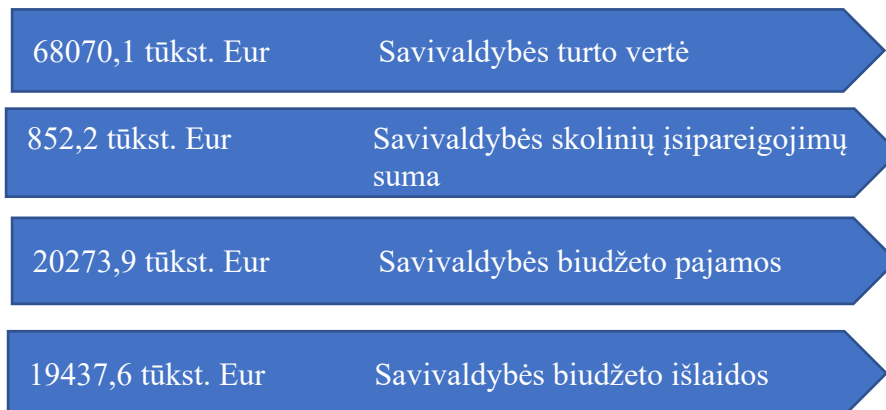 68070,1 tūkst. Eur Savivaldybės turto vertė
852,2 tūkst. Eur Savivaldybės skolinių įsipareigojimų
suma
20273,9 tūkst. Eur Savivaldybės biudžeto pajamos
19437,6 tūkst. Eur Savivaldybės biudžeto išlaidos